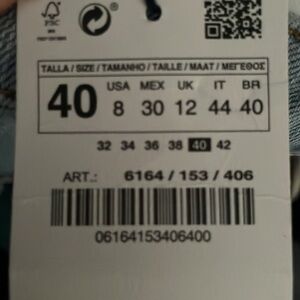 FSC
TALLA / SIZE / TAMANHO / TAILLE / MAAT / ΜΕΓΕΘΟΣ
40 USA MEX UK IT BR
8 30 12 44 40
32 34 36 38 40 42
ART.: 6164 / 153 / 406
06164153406400